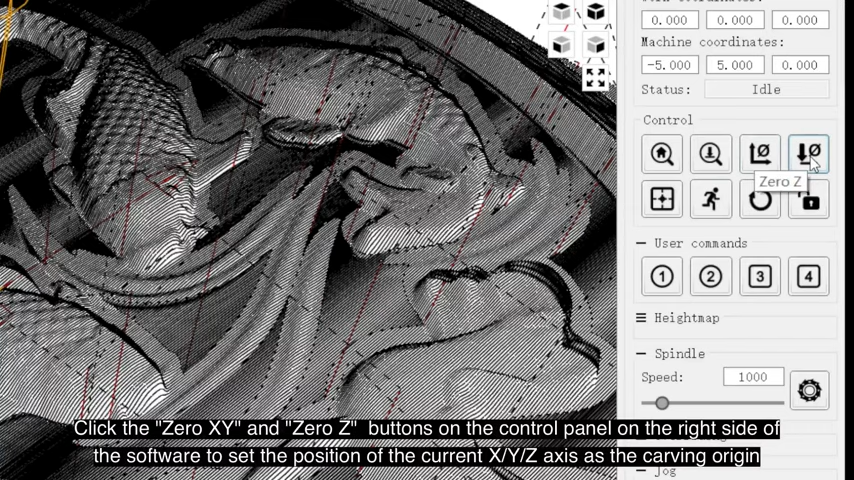 0.000 0.000 0.000
Machine coordinates:
-5.000 5.000 0.000
Status: Idle
Control
Zero Z
User commands
1 2 3 4
Heightmap
Spindle
Speed: 1000
Click the "Zero XY" and "Zero Z" buttons on the control panel on the right side of
the software to set the position of the current X/Y/Z axis as the carving origin
Jog